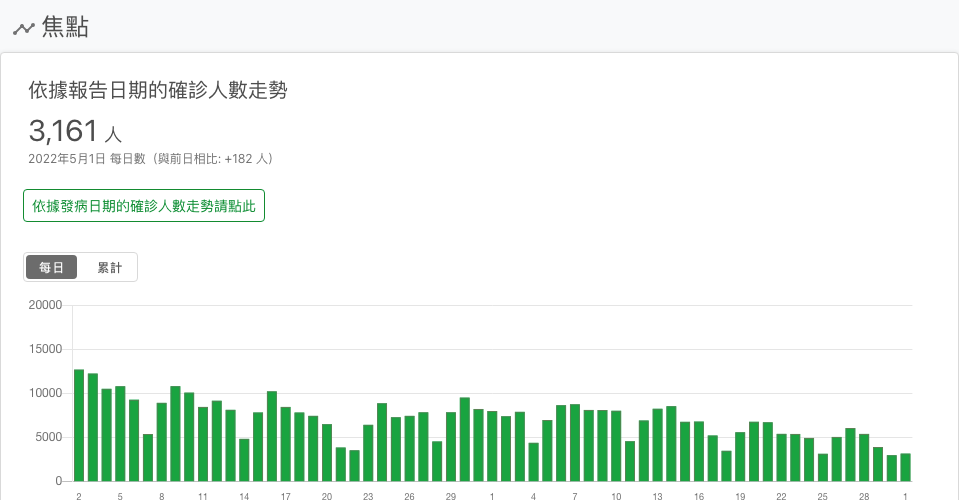 焦點
依據報告日期的確診人數走勢
3,161 人
2022年5月1日 每日數（與前日相比: +182 人）
依據發病日期的確診人數走勢請點此
每日 累計
20000
15000
10000
5000
0
2 5 8 11 14 17 20 23 26 29 1 4 7 10 13 16 19 22 25 28 1